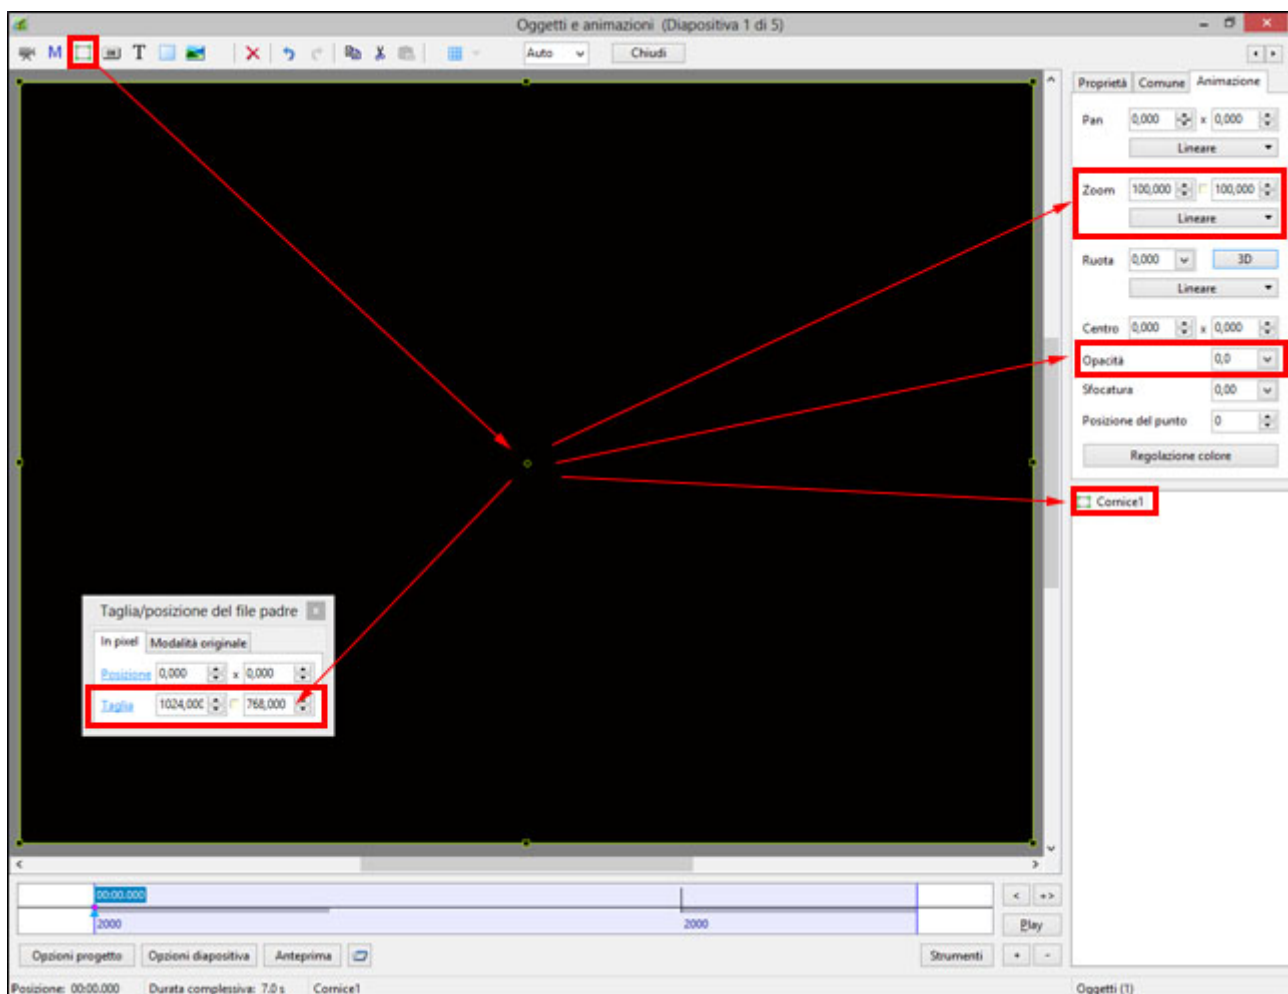 Oggetti e animazioni (Diapositiva 1 di 5)
M T Auto Chiudi
Proprietà Comune Animazione
Pan 0,000 x 0,000
Lineare
Zoom 100,000 100,000
Lineare
Ruota 0,000 3D
Lineare
Centro 0,000 x 0,000
Opacità 0,0
Sfocatura 0,00
Posizione del punto 0
Regolazione colore
Cornice1
Taglia/posizione del file padre x
In pixel Modalità originale
Posizione 0,000 x 0,000
Taglia 1024,000 768,000
00:00.000
2000 2000
< +>
Play
Opzioni progetto Opzioni diapositiva Anteprima Strumenti + -
Posizione: 00:00.000 Durata complessiva: 7.0 s Cornice1 Oggetti (1)